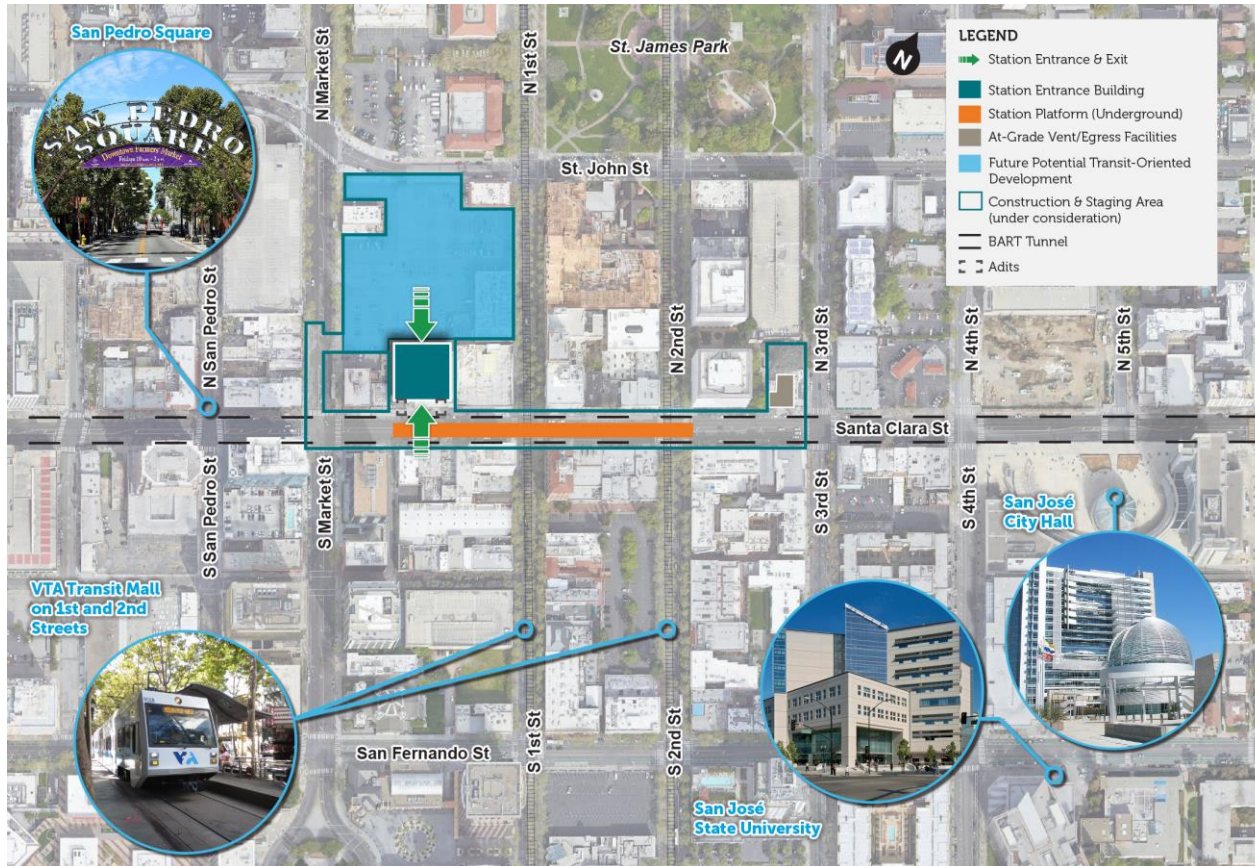 San Pedro Square
SAN PEDRO
SQUARE
Downtown Farmers Market
N Market St
N 1st St
St. James Park
N
LEGEND
Station Entrance & Exit
Station Entrance Building
Station Platform (Underground)
At-Grade Vent/Egress Facilities
Future Potential Transit-Oriented
Development
Construction & Staging Area
(under consideration)
BART Tunnel
Adits
St. John St
N San Pedro St
N 2nd St
N 3rd St
N 4th St
N 5th St
Santa Clara St
S San Pedro St
S Market St
S 3rd St
S 4th St
San José
City Hall
VTA Transit Mall
on 1st and 2nd
Streets
VTA
San Fernando St
S 1st St
S 2nd St
San José
State University